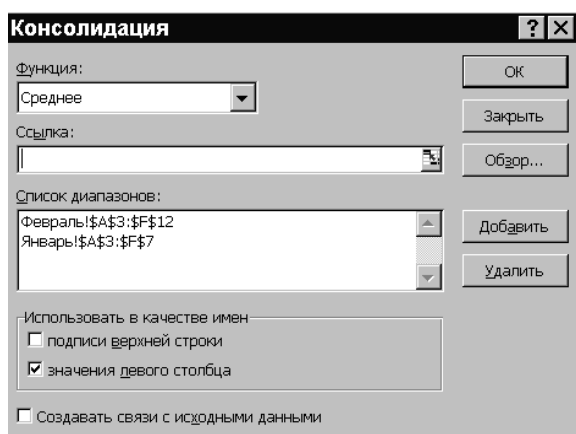 Консолидация
Функция:
Среднее
Ссылка:
Список диапазонов:
Февраль!$A$3:$F$12
Январь!$A$3:$F$7
Использовать в качестве имен
подписи верхней строки
значения левого столбца
Создавать связи с исходными данными
ОК
Закрыть
Обзор...
Добавить
Удалить